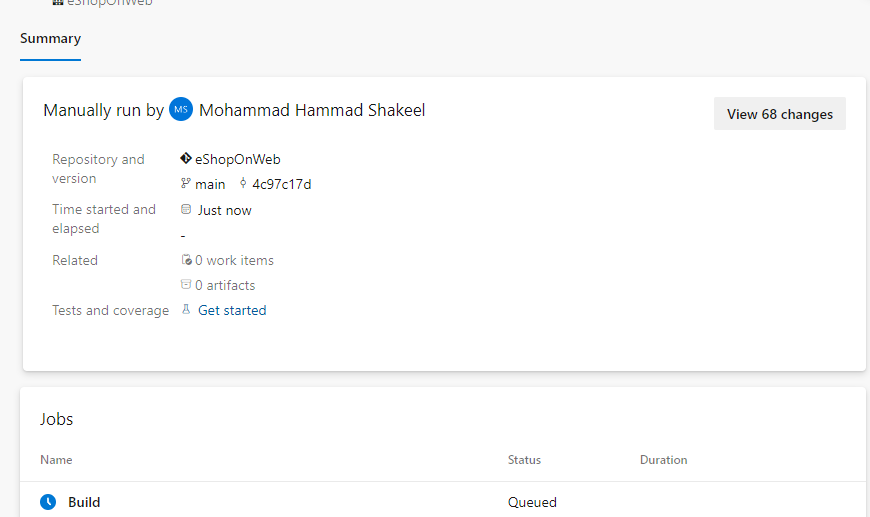 eShopOnWeb
Summary
Manually run by MS Mohammad Hammad Shakeel
View 68 changes
Repository and version
eShopOnWeb
main 4c97c17d
Time started and elapsed
Just now
-
Related
0 work items
0 artifacts
Tests and coverage
Get started
Jobs
Name Status Duration
Build Queued